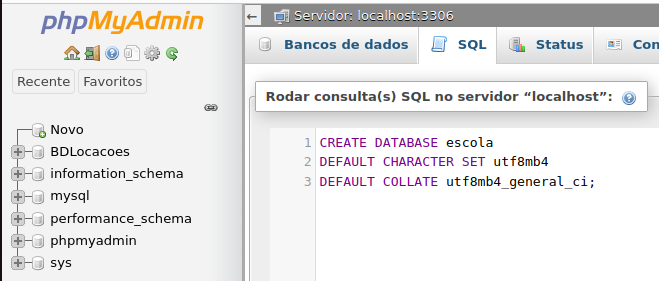 phpMyAdmin
Recente Favoritos
Novo
BDLocacoes
information_schema
mysql
performance_schema
phpmyadmin
sys
Servidor: localhost:3306
Bancos de dados SQL Status Con
Rodar consulta(s) SQL no servidor “localhost”:
1 CREATE DATABASE escola
2 DEFAULT CHARACTER SET utf8mb4
3 DEFAULT COLLATE utf8mb4_general_ci;